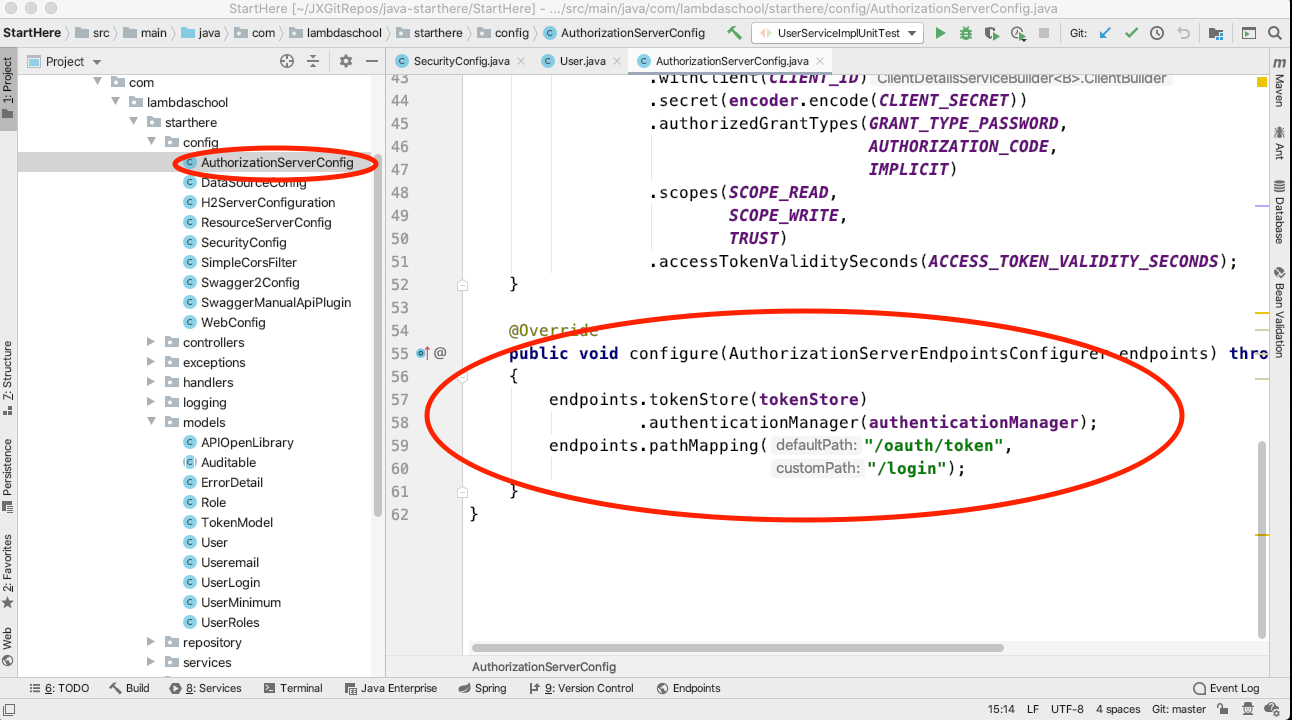 StartHere [~/JXGitRepos/java-starthere/StartHere] - .../src/main/java/com/lambdaschool/starthere/config/AuthorizationServerConfig.java
StartHere src main java com lambdaschool starthere config AuthorizationServerConfig UserServiceImplUnitTest Git:
1: Project
Project
com
lambdaschool
starthere
config
AuthorizationServerConfig
DataSourceConfig
H2ServerConfiguration
ResourceServerConfig
SecurityConfig
SimpleCorsFilter
Swagger2Config
SwaggerManualApiPlugin
WebConfig
controllers
exceptions
handlers
logging
models
APIOpenLibrary
Auditable
ErrorDetail
Role
TokenModel
User
Useremail
UserLogin
UserMinimum
UserRoles
repository
services
7: Structure
Persistence
2: Favorites
Web
SecurityConfig.java User.java AuthorizationServerConfig.java
43 .withClient(CLIENT_ID) ClientDetailsServiceBuilder<B>.ClientBuilder
44 .secret(encoder.encode(CLIENT_SECRET))
45 .authorizedGrantTypes(GRANT_TYPE_PASSWORD,
46 AUTHORIZATION_CODE,
47 IMPLICIT)
48 .scopes(SCOPE_READ,
49 SCOPE_WRITE,
50 TRUST)
51 .accessTokenValiditySeconds(ACCESS_TOKEN_VALIDITY_SECONDS);
52 }
53
54 @Override
55 @ public void configure(AuthorizationServerEndpointsConfigurer endpoints) thro
56 {
57 endpoints.tokenStore(tokenStore)
58 .authenticationManager(authenticationManager);
59 endpoints.pathMapping( defaultPath: "/oauth/token",
60 customPath: "/login");
61 }
62 }
AuthorizationServerConfig
m Maven
Ant
Database
Bean Validation
6: TODO Build 8: Services Terminal Java Enterprise Spring 9: Version Control Endpoints Event Log
15:14 LF UTF-8 4 spaces Git: master